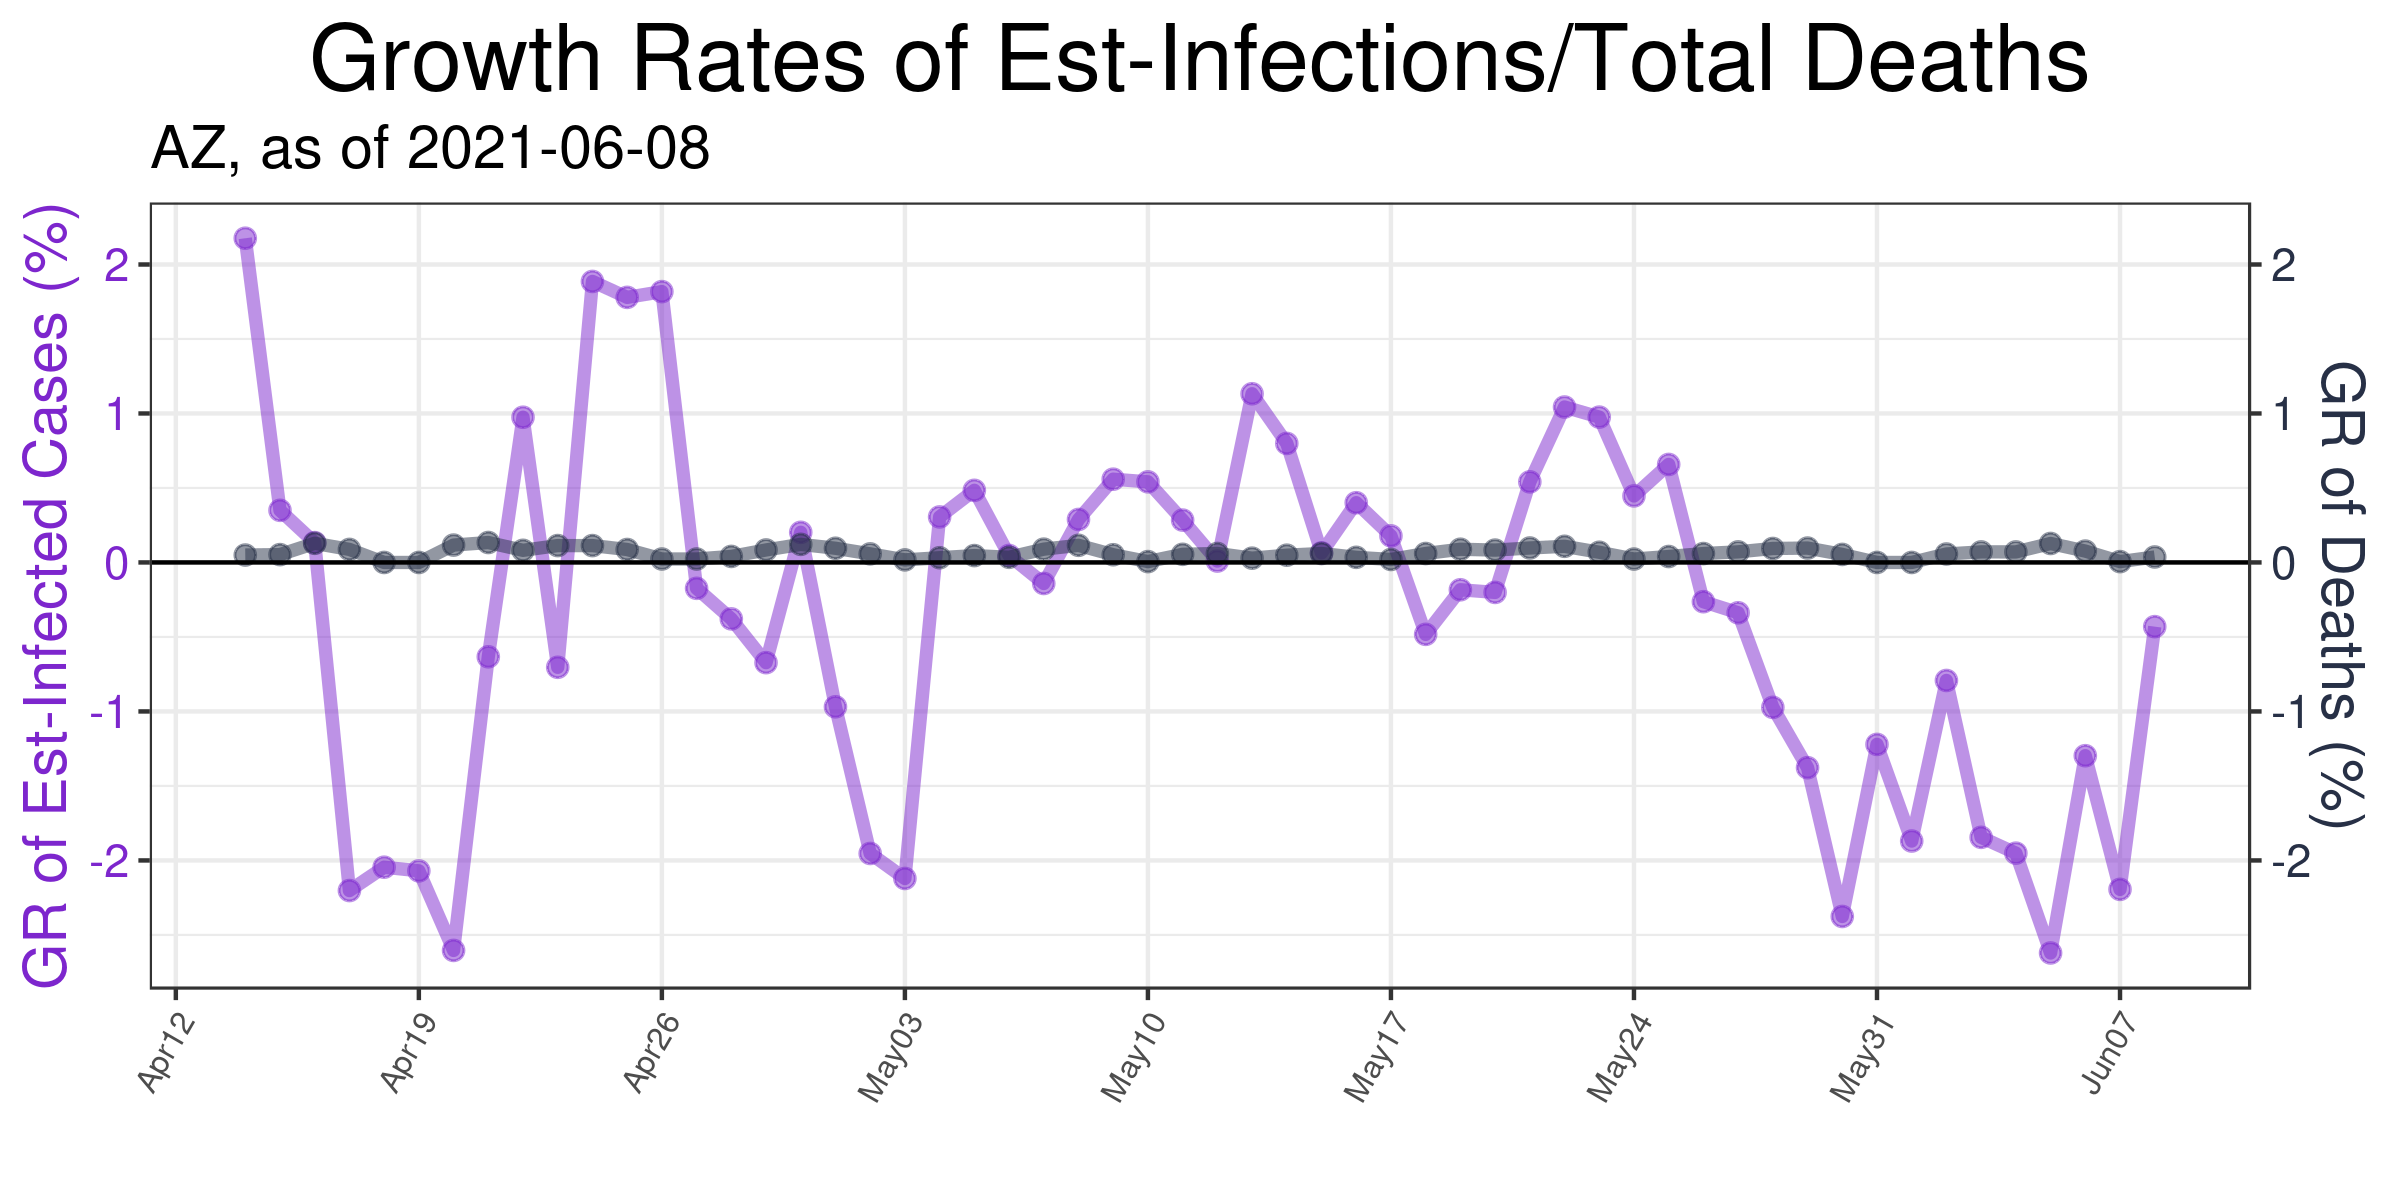 Growth Rates of Est-Infections/Total Deaths
AZ, as of 2021-06-08
GR of Est-Infected Cases (%)
2
1
0
-1
-2
2
1
0
-1
-2
GR of Deaths (%)
Apr12
Apr19
Apr26
May03
May10
May17
May24
May31
Jun07